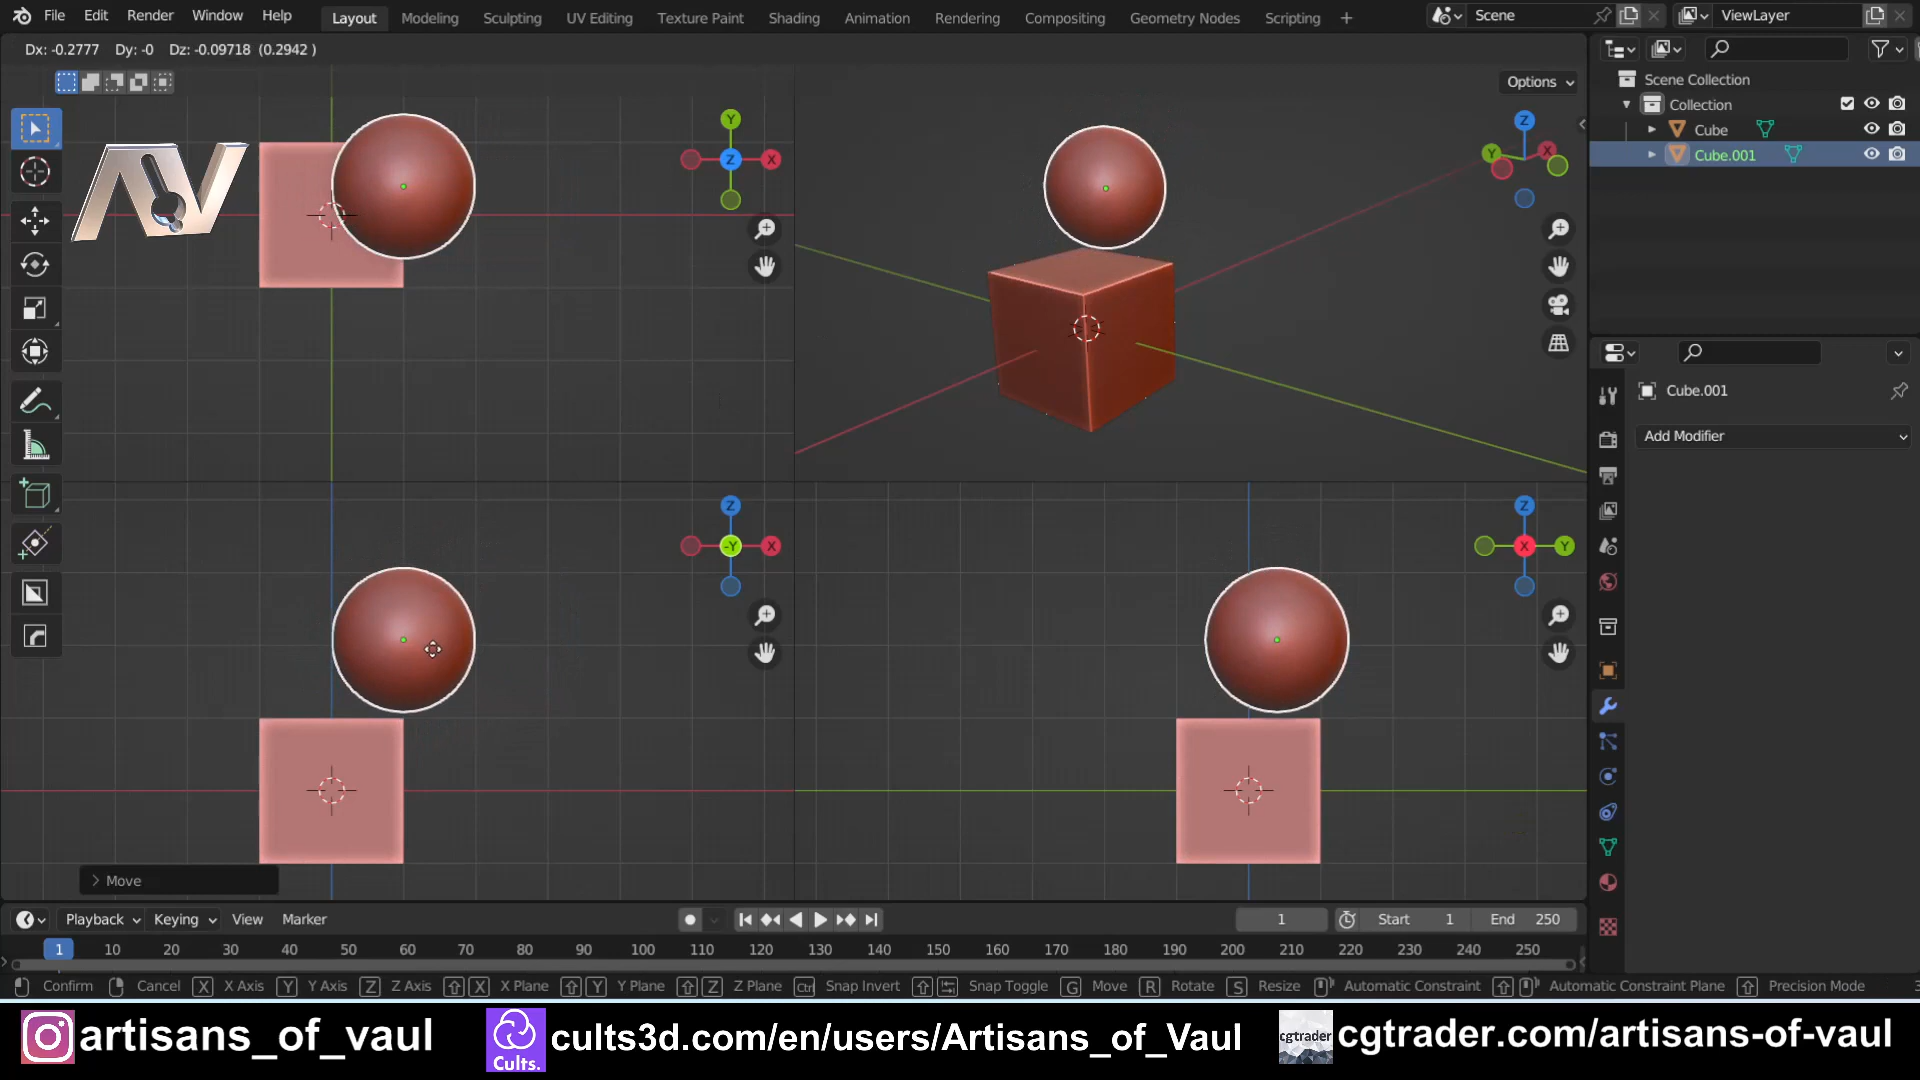 File Edit Render Window Help Layout Modeling Sculpting UV Editing Texture Paint Shading Animation Rendering Compositing Geometry Nodes Scripting + Scene ViewLayer
Dx: -0.2777 Dy: -0 Dz: -0.09718 (0.2942 )
Options
Scene Collection
Collection
Cube
Cube.001
AV
Y
X
Z
Z
Y
X
Cube.001
Add Modifier
Z
-Y
X
Z
X
Y
Move
Playback Keying View Marker
1
Start 1
End 250
1 10 20 30 40 50 60 70 80 90 100 110 120 130 140 150 160 170 180 190 200 210 220 230 240 250
Confirm Cancel X X Axis Y Y Axis Z Z Axis X X Plane Y Y Plane Z Z Plane Ctrl Snap Invert Snap Toggle G Move R Rotate S Resize Automatic Constraint Automatic Constraint Plane Precision Mode
artisans_of_vaul
Cults.
cults3d.com/en/users/Artisans_of_Vaul
cgtrader
cgtrader.com/artisans-of-vaul